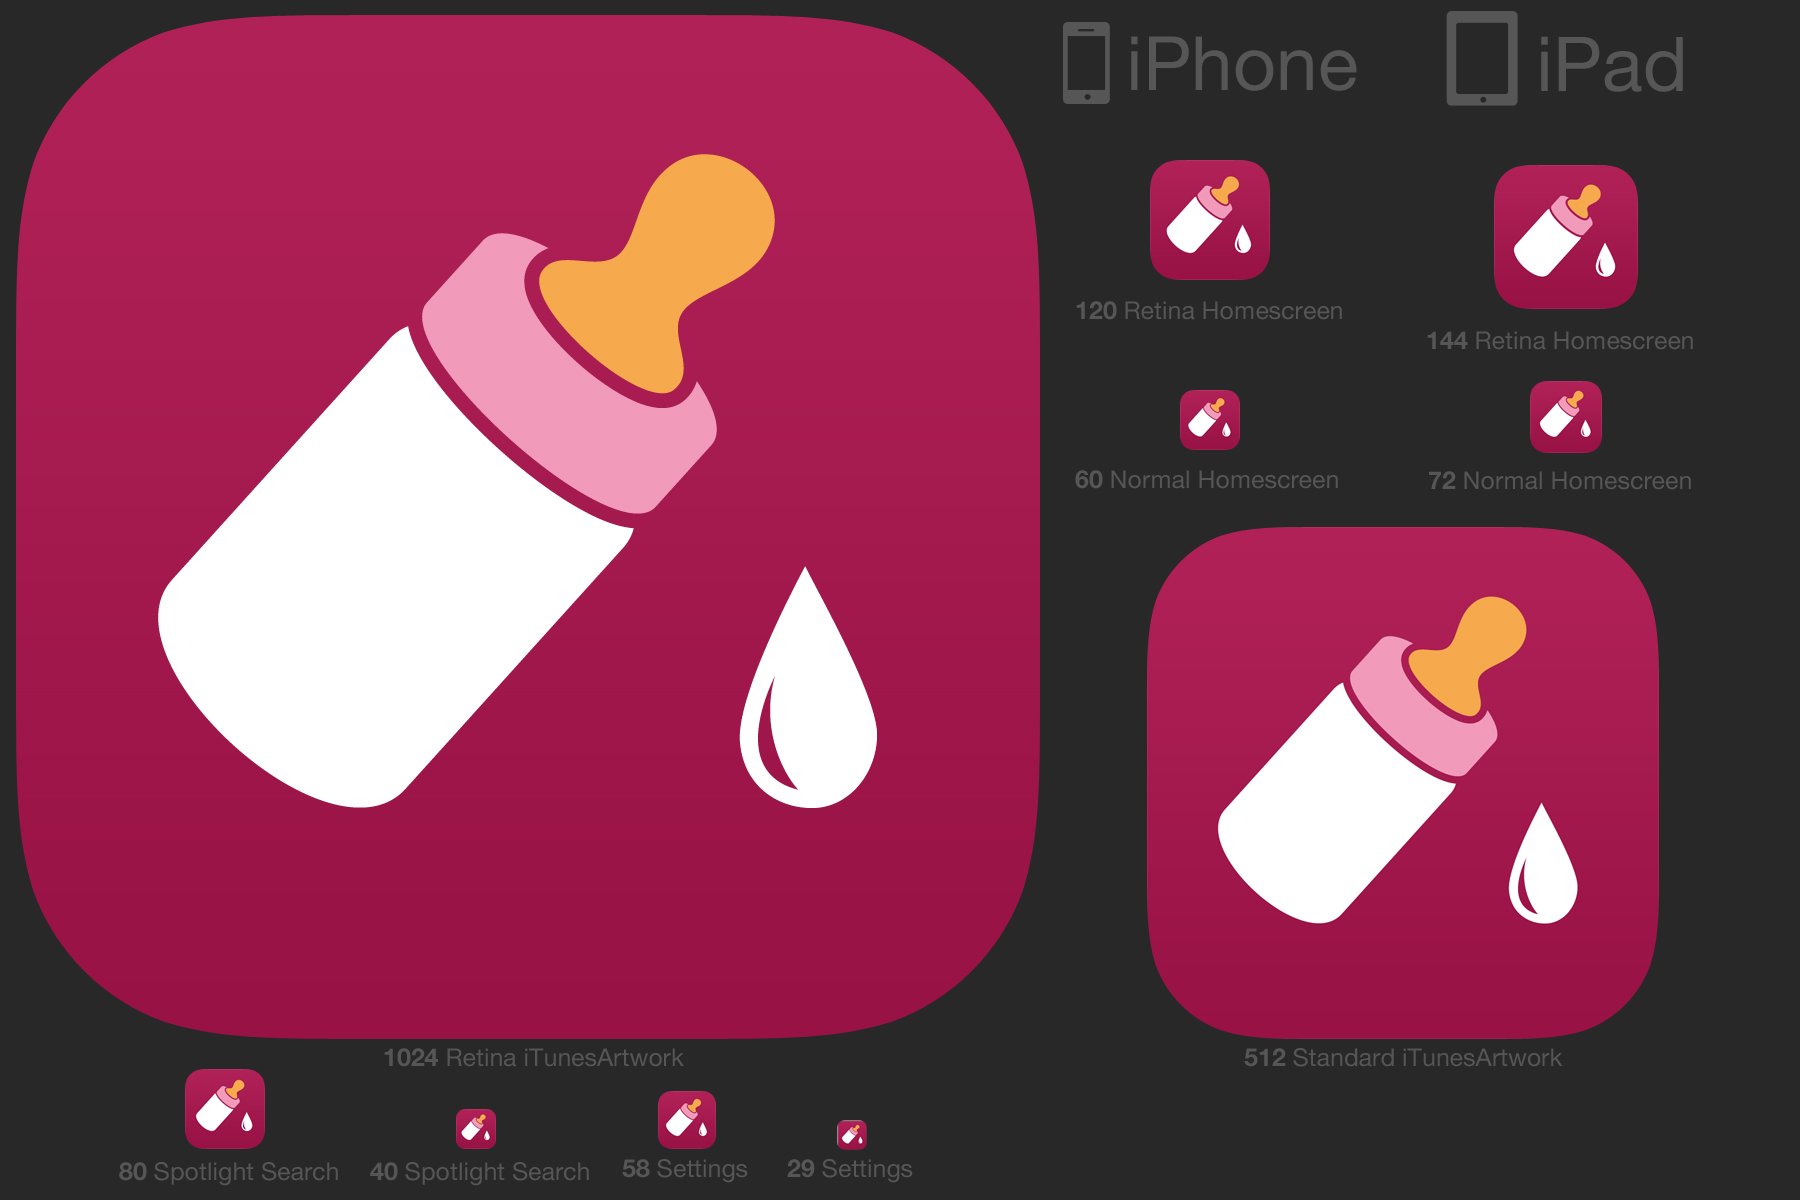 iPhone
iPad
120 Retina Homescreen
144 Retina Homescreen
60 Normal Homescreen
72 Normal Homescreen
1024 Retina iTunesArtwork
512 Standard iTunesArtwork
80 Spotlight Search
40 Spotlight Search
58 Settings
29 Settings